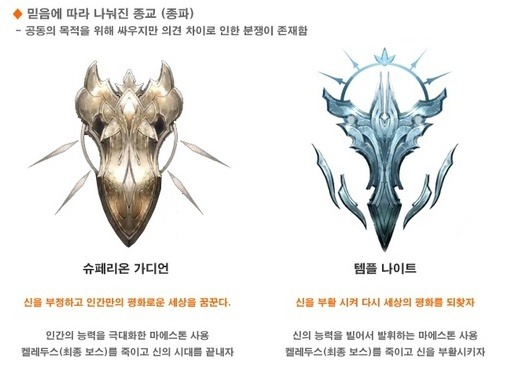 ◆ 믿음에 따라 나눠진 종교 (종파)
- 공동의 목적을 위해 싸우지만 의견 차이로 인한 분쟁이 존재함
슈페리온 가디언
신을 부정하고 인간만의 평화로운 세상을 꿈꾼다.
인간의 능력을 극대화한 마에스톤 사용
켈레두스(최종 보스)를 죽이고 신의 시대를 끝내자
템플 나이트
신을 부활 시켜 다시 세상의 평화를 되찾자
신의 능력을 빌어서 발휘하는 마에스톤 사용
켈레두스(최종 보스)를 죽이고 신을 부활시키자